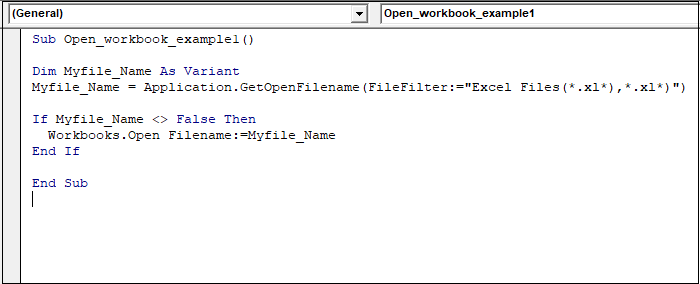 (General) Open_workbook_example1
Sub Open_workbook_example1()
Dim Myfile_Name As Variant
Myfile_Name = Application.GetOpenFilename(FileFilter:="Excel Files(*.xl*),*.xl*)")
If Myfile_Name <> False Then
Workbooks.Open Filename:=Myfile_Name
End If
End Sub